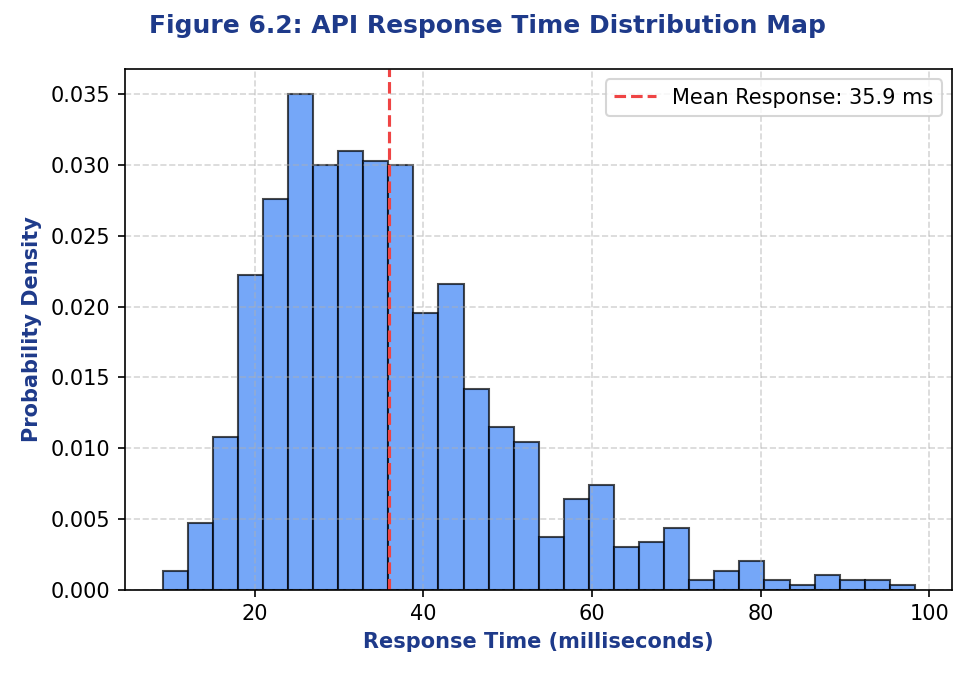 Figure 6.2: API Response Time Distribution Map
Mean Response: 35.9 ms
Probability Density
0.035
0.030
0.025
0.020
0.015
0.010
0.005
0.000
20 40 60 80 100
Response Time (milliseconds)